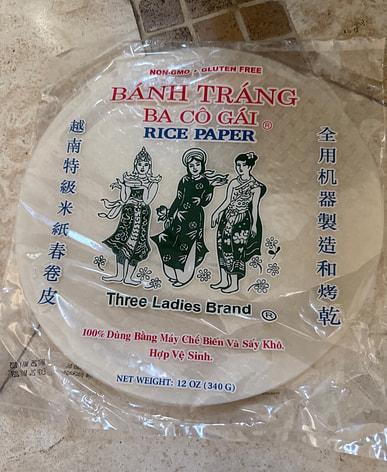 NON-GMO - GLUTEN FREE
BÁNH TRÁNG
BA CÔ GÁI ®
RICE PAPER
越南特級米紙春卷皮
全用机器製造和烤乾
Three Ladies Brand ®
100% Dùng Bằng Máy Chế Biến Và Sấy Khô.
Hợp Vệ Sinh.
NET WEIGHT: 12 OZ (340 G)